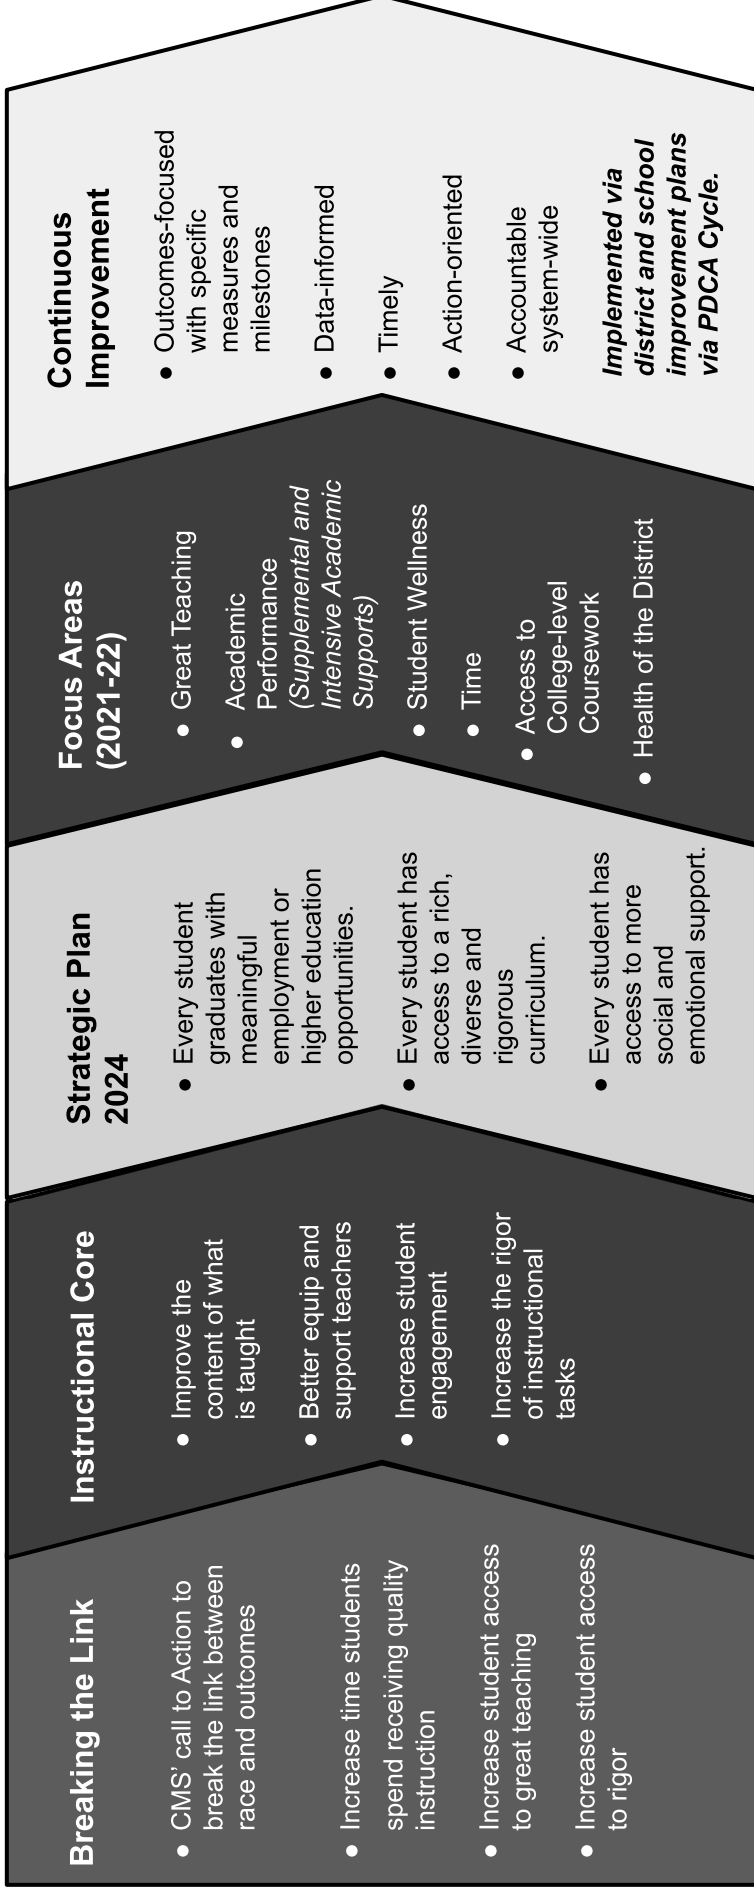 Breaking the Link
● CMS’ call to Action to
break the link between
race and outcomes
● Increase time students
spend receiving quality
instruction
● Increase student access
to great teaching
● Increase student access
to rigor
Instructional Core
● Improve the
content of what
is taught
● Better equip and
support teachers
● Increase student
engagement
● Increase the rigor
of instructional
tasks
Strategic Plan
2024
● Every student
graduates with
meaningful
employment or
higher education
opportunities.
● Every student has
access to a rich,
diverse and
rigorous
curriculum.
● Every student has
access to more
social and
emotional support.
Focus Areas
(2021-22)
● Great Teaching
● Academic
Performance
(Supplemental and
Intensive Academic
Supports)
● Student Wellness
● Time
● Access to
College-level
Coursework
● Health of the District
Continuous
Improvement
● Outcomes-focused
with specific
measures and
milestones
● Data-informed
● Timely
● Action-oriented
● Accountable
system-wide
Implemented via
district and school
improvement plans
via PDCA Cycle.